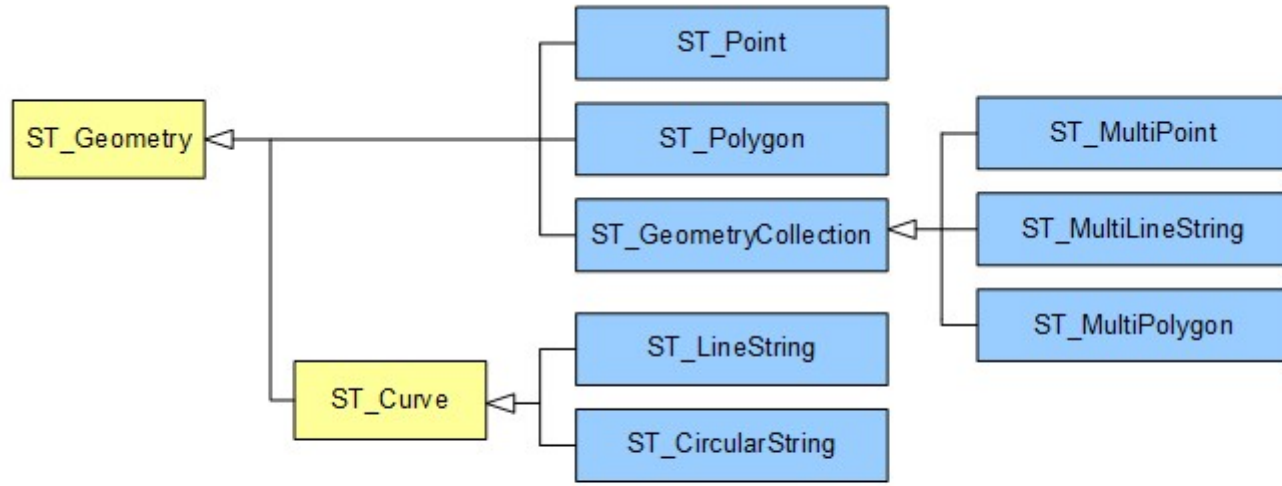 ST_Geometry
ST_Point
ST_Polygon
ST_GeometryCollection
ST_MultiPoint
ST_MultiLineString
ST_MultiPolygon
ST_Curve
ST_LineString
ST_CircularString